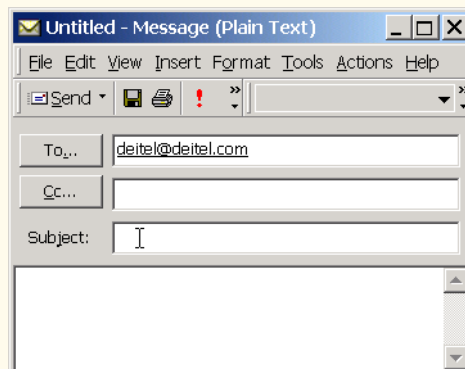 Untitled - Message (Plain Text)
File Edit View Insert Format Tools Actions Help
Send
To...
deitel@deitel.com
Cc...
Subject: